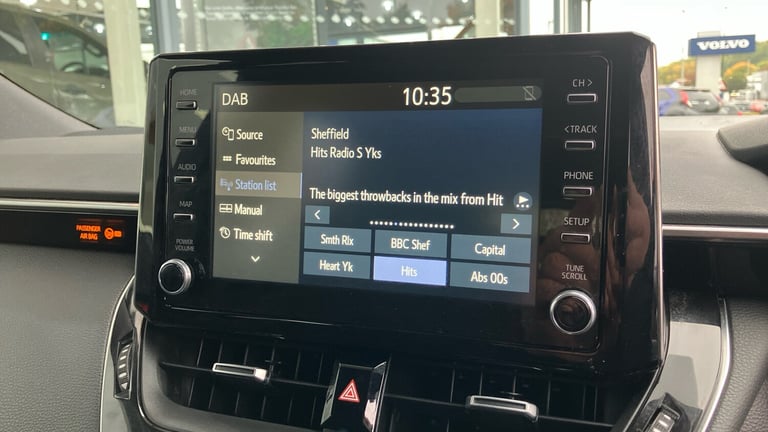 VOLVO
HOME
MENU
AUDIO
MAP
POWER
VOLUME
DAB
10:35
Source
Favourites
Station list
Manual
Time shift
Sheffield
Hits Radio S Yks
The biggest throwbacks in the mix from Hit
Smth Rlx
BBC Shef
Capital
Heart Yk
Hits
Abs 00s
CH >
< TRACK
PHONE
SETUP
TUNE
SCROLL
PASSENGER
AIR BAG